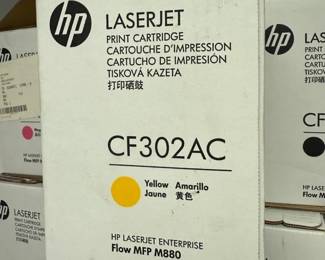 hp
LASERJET
PRINT CARTRIDGE
CARTOUCHE D'IMPRESSION
CARTUCHO DE IMPRESIÓN
TISKOVÁ KAZETA
打印硒鼓
CF302AC
Yellow Amarillo
Jaune 黄色
HP LASERJET ENTERPRISE
Flow MFP M880
hp
LASERJET
hp